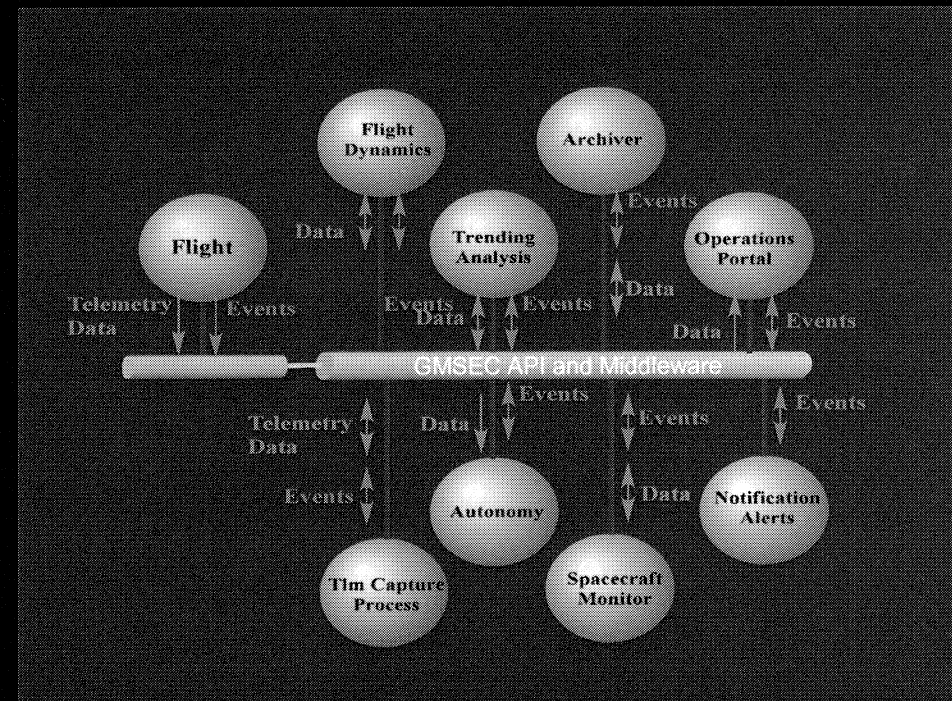 Flight
Dynamics
Archiver
Events
Data
Flight
Trending
Analysis
Operations
Portal
Telemetry
Data
Events
Events
Data
Events
Data
Data
Events
GMSEC API and Middleware
Telemetry
Data
Events
Data
Events
Events
Events
Data
Autonomy
Notification
Alerts
Tlm Capture
Process
Spacecraft
Monitor